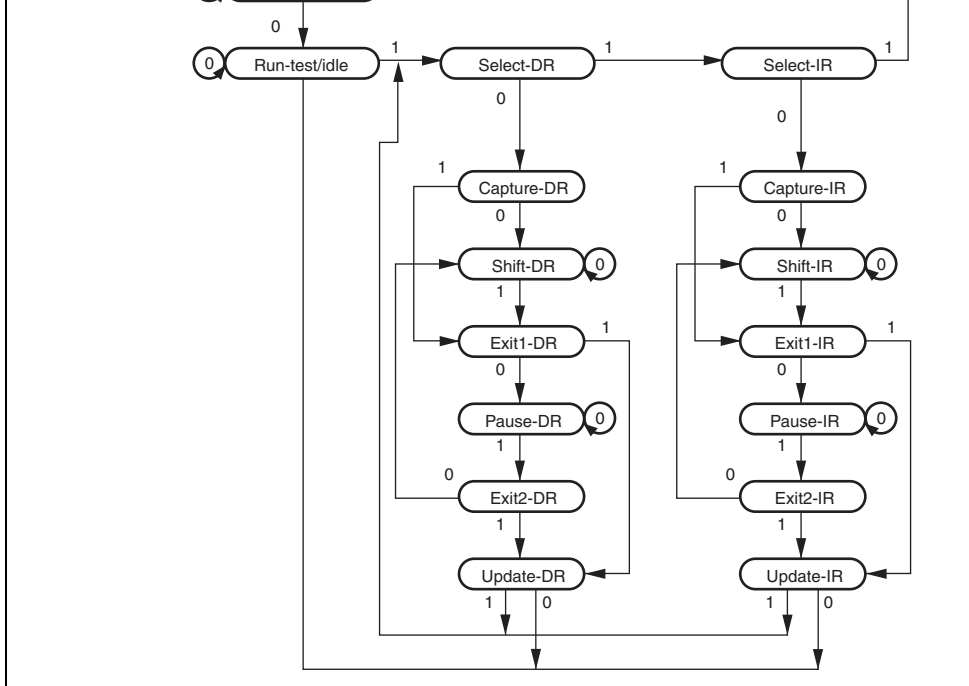 0
0 Run-test/idle 1 Select-DR 1 Select-IR 1
0 0
1 Capture-DR 1 Capture-IR
0 0
Shift-DR 0 Shift-IR 0
1 1
Exit1-DR 1 Exit1-IR 1
0 0
Pause-DR 0 Pause-IR 0
1 1
0 Exit2-DR 0 Exit2-IR
1 1
Update-DR Update-IR
1 0 1 0